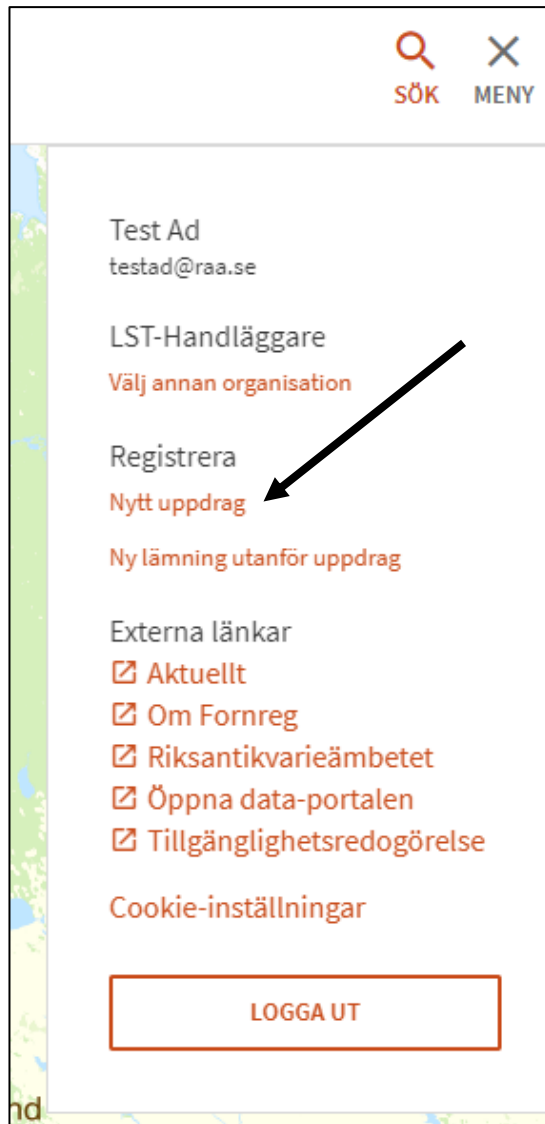 SÖK MENY
Test Ad
testad@raa.se
LST-Handläggare
Välj annan organisation
Registrera
Nytt uppdrag
Ny lämning utanför uppdrag
Externa länkar
Aktuellt
Om Fornreg
Riksantikvarieämbetet
Öppna data-portalen
Tillgänglighetsredogörelse
Cookie-inställningar
LOGGA UT
nd